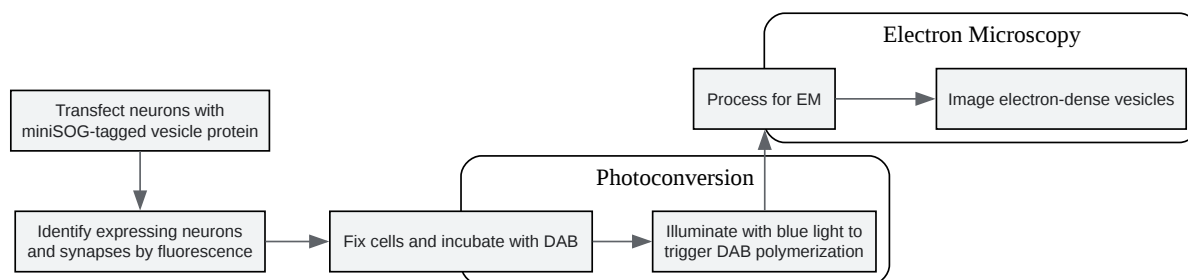 Transfect neurons with
miniSOG-tagged vesicle protein
Identify expressing neurons
and synapses by fluorescence
Fix cells and incubate with DAB
Photoconversion
Illuminate with blue light to
trigger DAB polymerization
Electron Microscopy
Process for EM
Image electron-dense vesicles